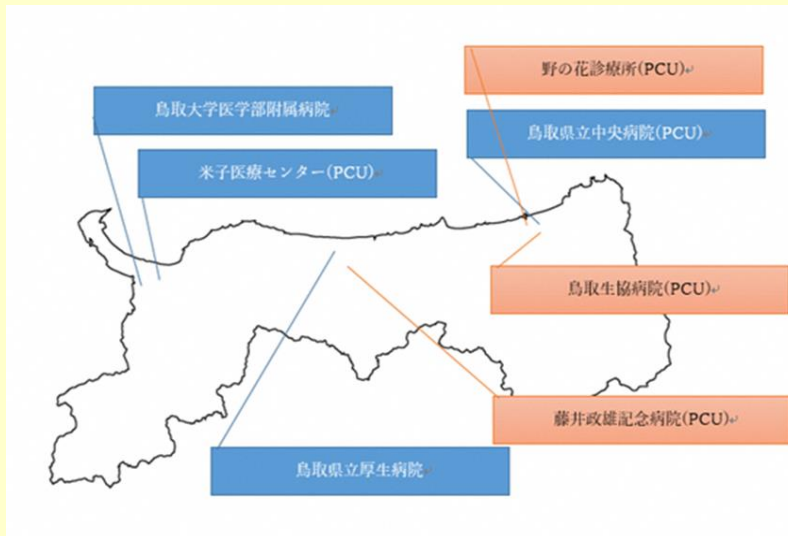 野の花診療所(PCU)↵
鳥取大学医学部附属病院↵
鳥取県立中央病院(PCU)↵
米子医療センター(PCU)↵
鳥取生協病院(PCU)↵
藤井政雄記念病院(PCU)↵
鳥取県立厚生病院↵